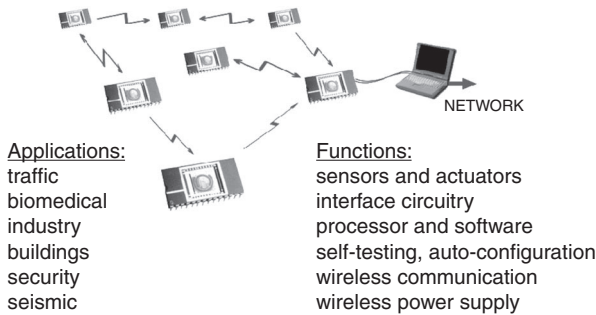 NETWORK
Applications:
traffic
biomedical
industry
buildings
security
seismic
Functions:
sensors and actuators
interface circuitry
processor and software
self-testing, auto-configuration
wireless communication
wireless power supply